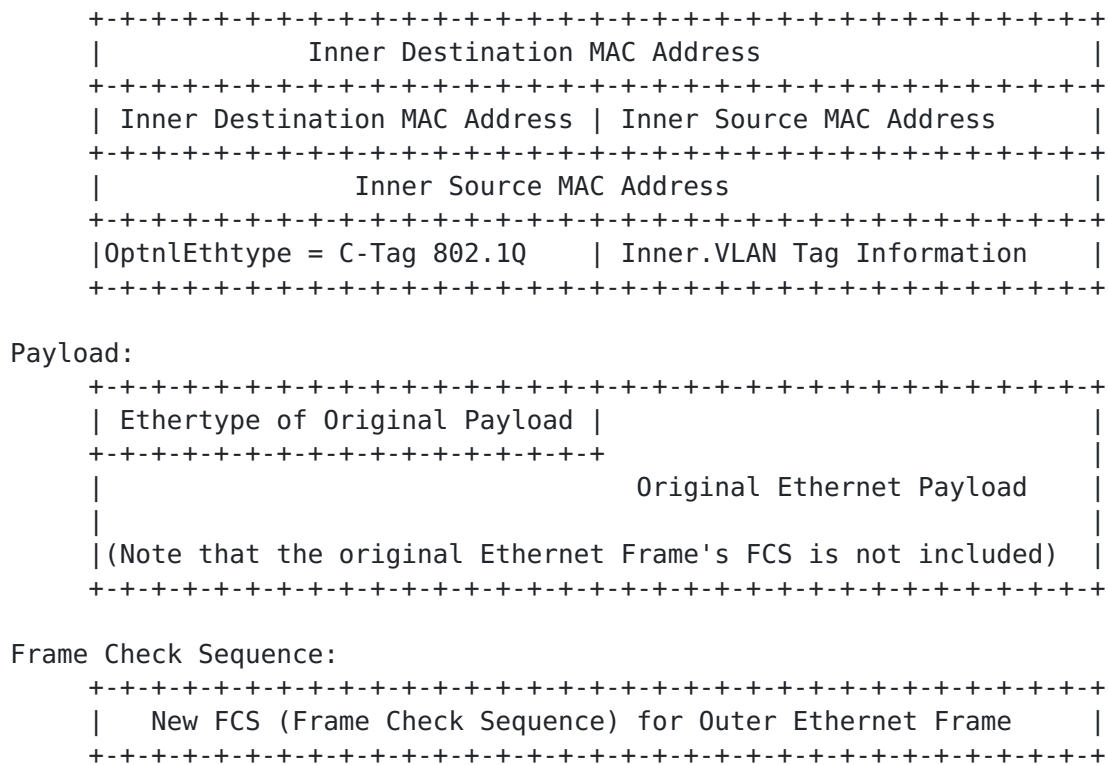 +-+-+-+-+-+-+-+-+-+-+-+-+-+-+-+-+-+-+-+-+-+-+-+-+-+-+-+-+-+-+-+-+
|             Inner Destination MAC Address                     |
+-+-+-+-+-+-+-+-+-+-+-+-+-+-+-+-+-+-+-+-+-+-+-+-+-+-+-+-+-+-+-+-+
| Inner Destination MAC Address | Inner Source MAC Address      |
+-+-+-+-+-+-+-+-+-+-+-+-+-+-+-+-+-+-+-+-+-+-+-+-+-+-+-+-+-+-+-+-+
|                Inner Source MAC Address                       |
+-+-+-+-+-+-+-+-+-+-+-+-+-+-+-+-+-+-+-+-+-+-+-+-+-+-+-+-+-+-+-+-+
|OptnlEthtype = C-Tag 802.1Q    | Inner.VLAN Tag Information    |
+-+-+-+-+-+-+-+-+-+-+-+-+-+-+-+-+-+-+-+-+-+-+-+-+-+-+-+-+-+-+-+-+
Payload:
+-+-+-+-+-+-+-+-+-+-+-+-+-+-+-+-+-+-+-+-+-+-+-+-+-+-+-+-+-+-+-+-+
| Ethertype of Original Payload |                               |
+-+-+-+-+-+-+-+-+-+-+-+-+-+-+-+-+                               |
|                                  Original Ethernet Payload    |
|                                                               |
|(Note that the original Ethernet Frame's FCS is not included)  |
+-+-+-+-+-+-+-+-+-+-+-+-+-+-+-+-+-+-+-+-+-+-+-+-+-+-+-+-+-+-+-+-+
Frame Check Sequence:
+-+-+-+-+-+-+-+-+-+-+-+-+-+-+-+-+-+-+-+-+-+-+-+-+-+-+-+-+-+-+-+-+
|   New FCS (Frame Check Sequence) for Outer Ethernet Frame     |
+-+-+-+-+-+-+-+-+-+-+-+-+-+-+-+-+-+-+-+-+-+-+-+-+-+-+-+-+-+-+-+-+